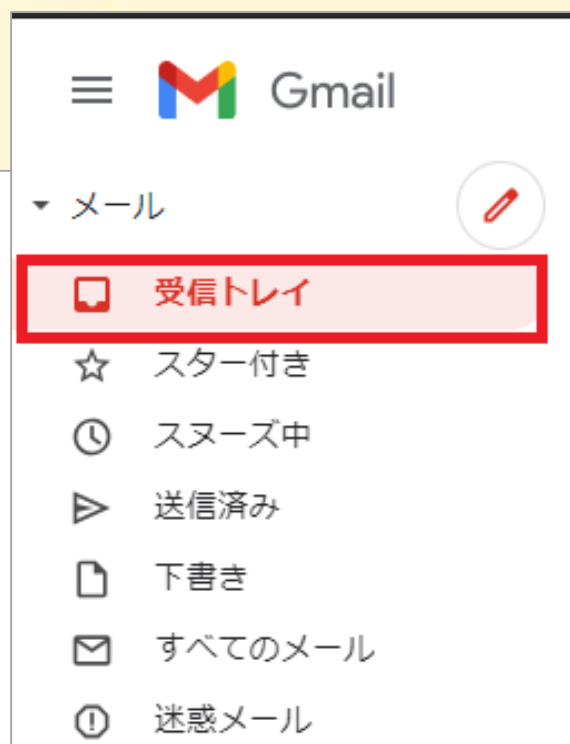 Gmail
メール
受信トレイ
スター付き
スヌーズ中
送信済み
下書き
すべてのメール
迷惑メール